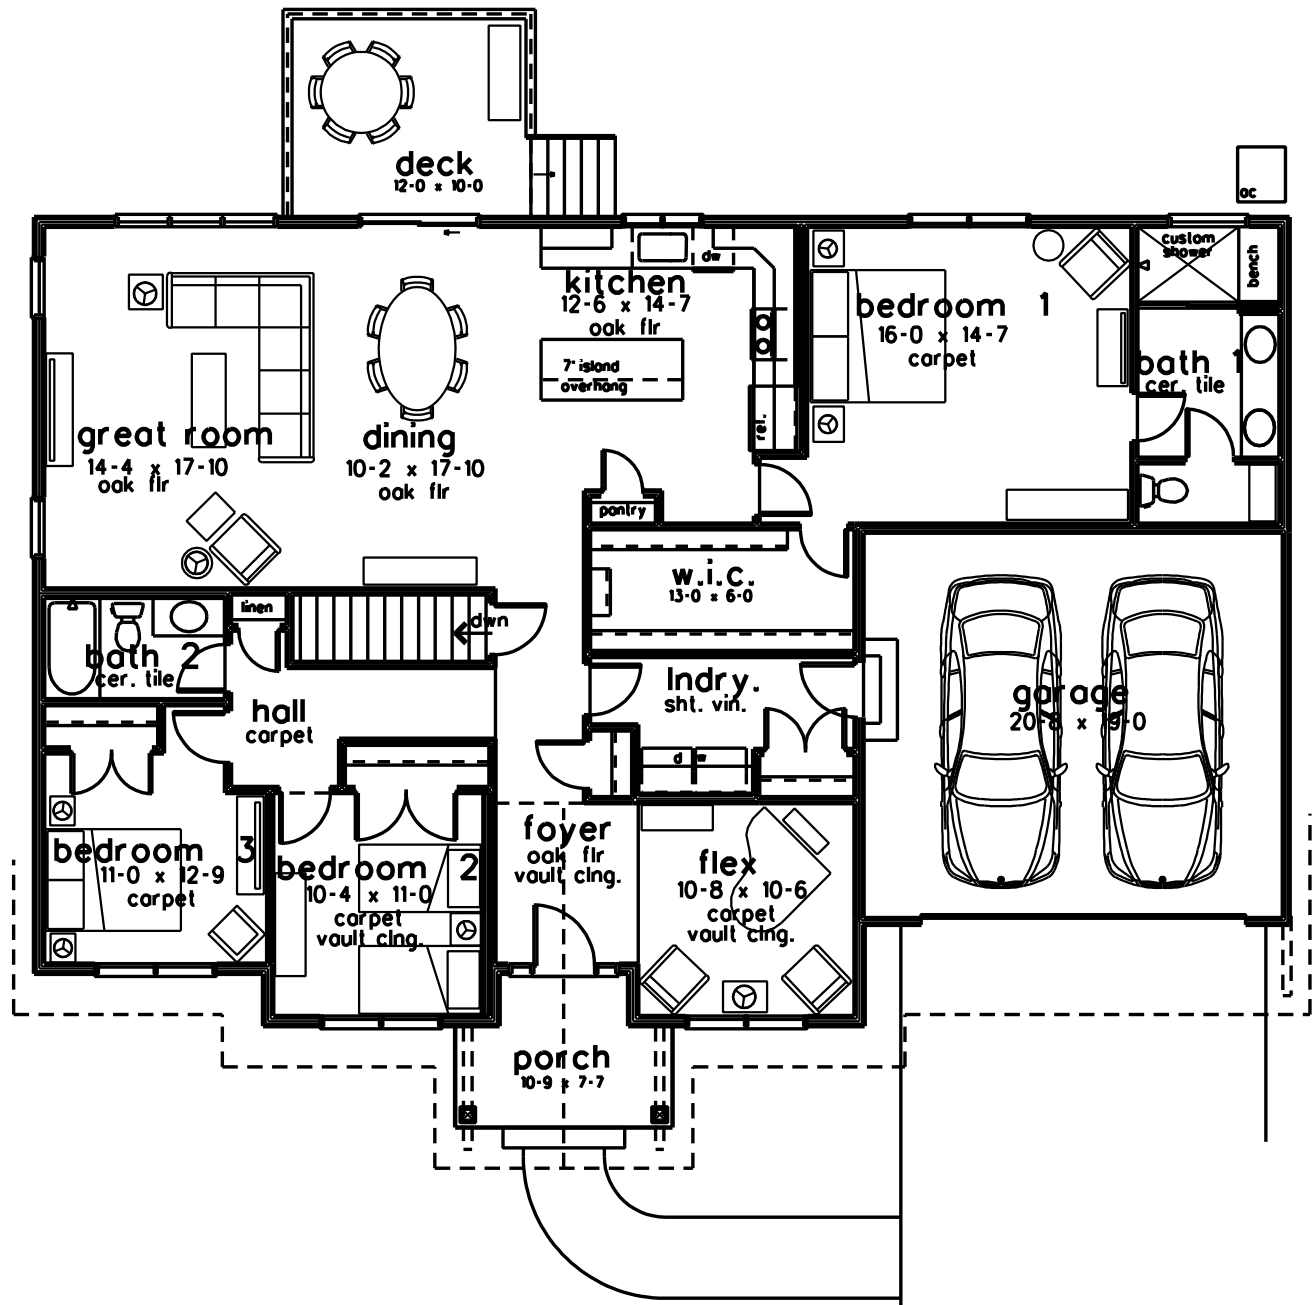 deck
12-0 x 10-0
ac
custom
shower
bench
dw
kitchen
12-6 x 14-7
oak flr
7" island
overhang
ref.
bedroom 1
16-0 x 14-7
carpet
bath 1
cer. tile
great room
14-4 x 17-10
oak flr
dining
10-2 x 17-10
oak flr
pantry
w.i.c.
13-0 x 6-0
linen
dwn
bath 2
cer. tile
hall
carpet
lndry.
sht. vin.
d w
garage
20-8 x 19-0
bedroom 3
11-0 x 12-9
carpet
bedroom 2
10-4 x 11-0
carpet
vault clng.
foyer
oak flr
vault clng.
flex
10-8 x 10-6
carpet
vault clng.
porch
10-9 x 7-7